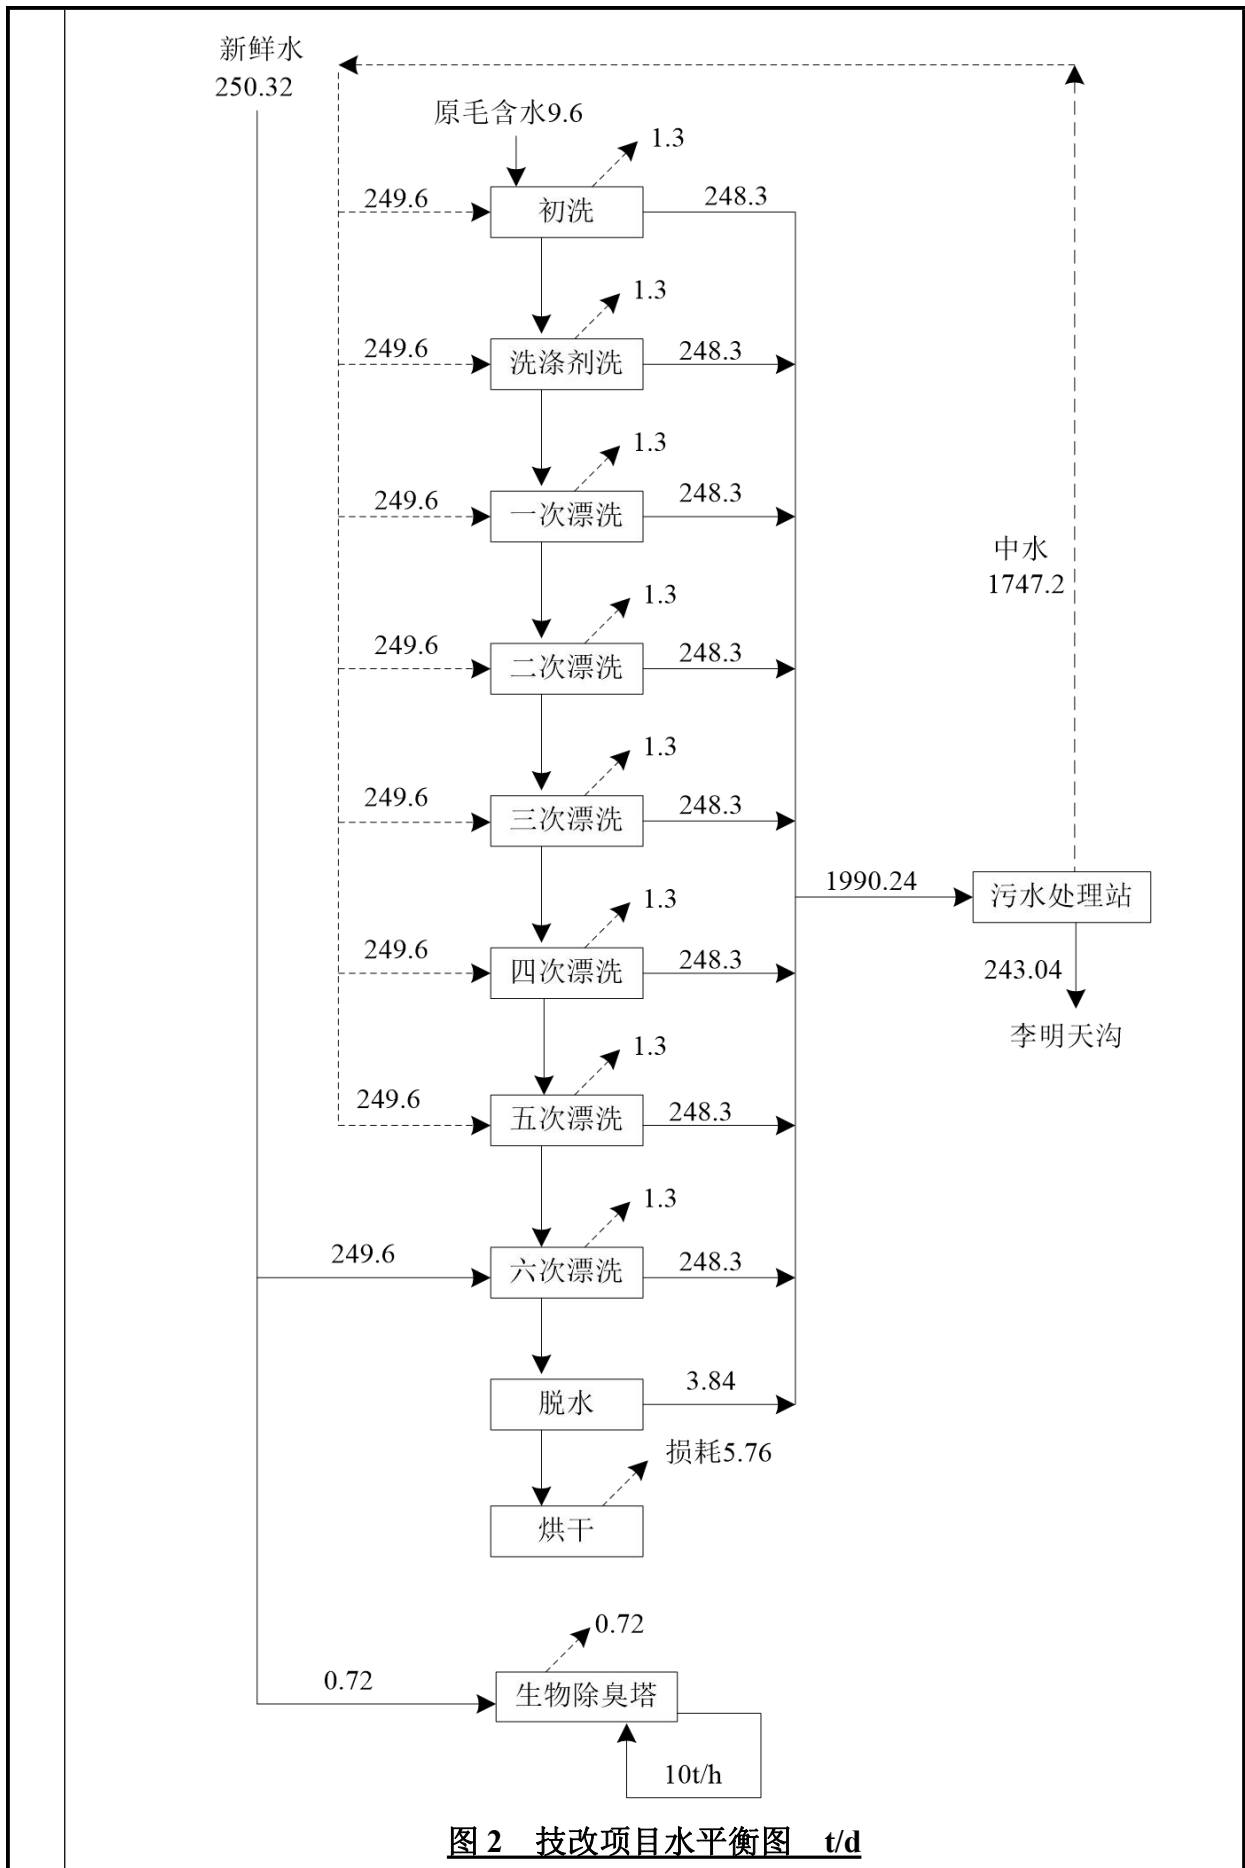 新鲜水
250.32
原毛含水9.6
1.3
249.6
初洗
248.3
1.3
249.6
洗涤剂洗
248.3
1.3
249.6
一次漂洗
248.3
中水
1747.2
1.3
249.6
二次漂洗
248.3
1.3
249.6
三次漂洗
248.3
1990.24
污水处理站
1.3
249.6
四次漂洗
248.3
243.04
李明天沟
1.3
249.6
五次漂洗
248.3
1.3
249.6
六次漂洗
248.3
脱水
3.84
损耗5.76
烘干
0.72
0.72
生物除臭塔
10t/h
图 2 技改项目水平衡图 t/d